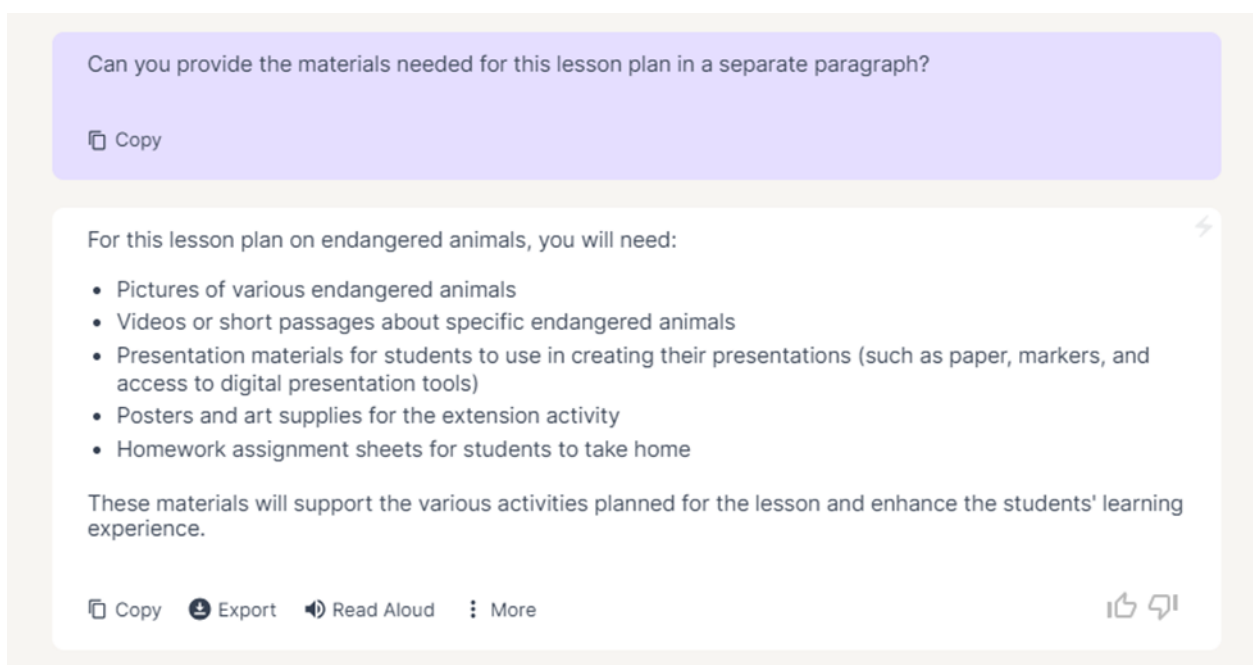 Can you provide the materials needed for this lesson plan in a separate paragraph?
Copy
For this lesson plan on endangered animals, you will need:
• Pictures of various endangered animals
• Videos or short passages about specific endangered animals
• Presentation materials for students to use in creating their presentations (such as paper, markers, and
access to digital presentation tools)
• Posters and art supplies for the extension activity
• Homework assignment sheets for students to take home
These materials will support the various activities planned for the lesson and enhance the students' learning
experience.
Copy Export Read Aloud More